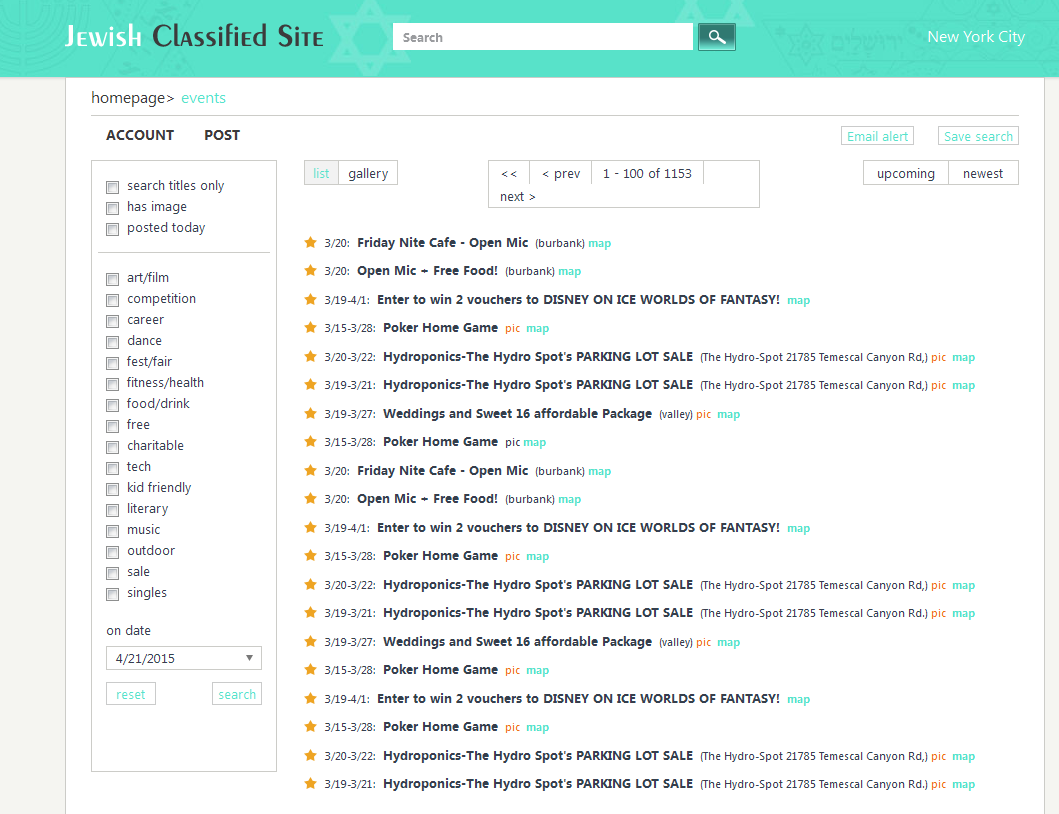 Jewish Classified Site
Search
ירושלים
New York City
homepage> events
ACCOUNT POST
Email alert Save search
search titles only
has image
posted today
art/film
competition
career
dance
fest/fair
fitness/health
food/drink
free
charitable
tech
kid friendly
literary
music
outdoor
sale
singles
on date
4/21/2015
reset search
list gallery
<< < prev 1 - 100 of 1153
next >
upcoming newest
3/20: Friday Nite Cafe - Open Mic (burbank) map
3/20: Open Mic + Free Food! (burbank) map
3/19-4/1: Enter to win 2 vouchers to DISNEY ON ICE WORLDS OF FANTASY! map
3/15-3/28: Poker Home Game pic map
3/20-3/22: Hydroponics-The Hydro Spot's PARKING LOT SALE (The Hydro-Spot 21785 Temescal Canyon Rd,) pic map
3/19-3/21: Hydroponics-The Hydro Spot's PARKING LOT SALE (The Hydro-Spot 21785 Temescal Canyon Rd,) pic map
3/19-3/27: Weddings and Sweet 16 affordable Package (valley) pic map
3/15-3/28: Poker Home Game pic map
3/20: Friday Nite Cafe - Open Mic (burbank) map
3/20: Open Mic + Free Food! (burbank) map
3/19-4/1: Enter to win 2 vouchers to DISNEY ON ICE WORLDS OF FANTASY! map
3/15-3/28: Poker Home Game pic map
3/20-3/22: Hydroponics-The Hydro Spot's PARKING LOT SALE (The Hydro-Spot 21785 Temescal Canyon Rd,) pic map
3/19-3/21: Hydroponics-The Hydro Spot's PARKING LOT SALE (The Hydro-Spot 21785 Temescal Canyon Rd.) pic map
3/19-3/27: Weddings and Sweet 16 affordable Package (valley) pic map
3/15-3/28: Poker Home Game pic map
3/19-4/1: Enter to win 2 vouchers to DISNEY ON ICE WORLDS OF FANTASY! map
3/15-3/28: Poker Home Game pic map
3/20-3/22: Hydroponics-The Hydro Spot's PARKING LOT SALE (The Hydro-Spot 21785 Temescal Canyon Rd,) pic map
3/19-3/21: Hydroponics-The Hydro Spot's PARKING LOT SALE (The Hydro-Spot 21785 Temescal Canyon Rd.) pic map